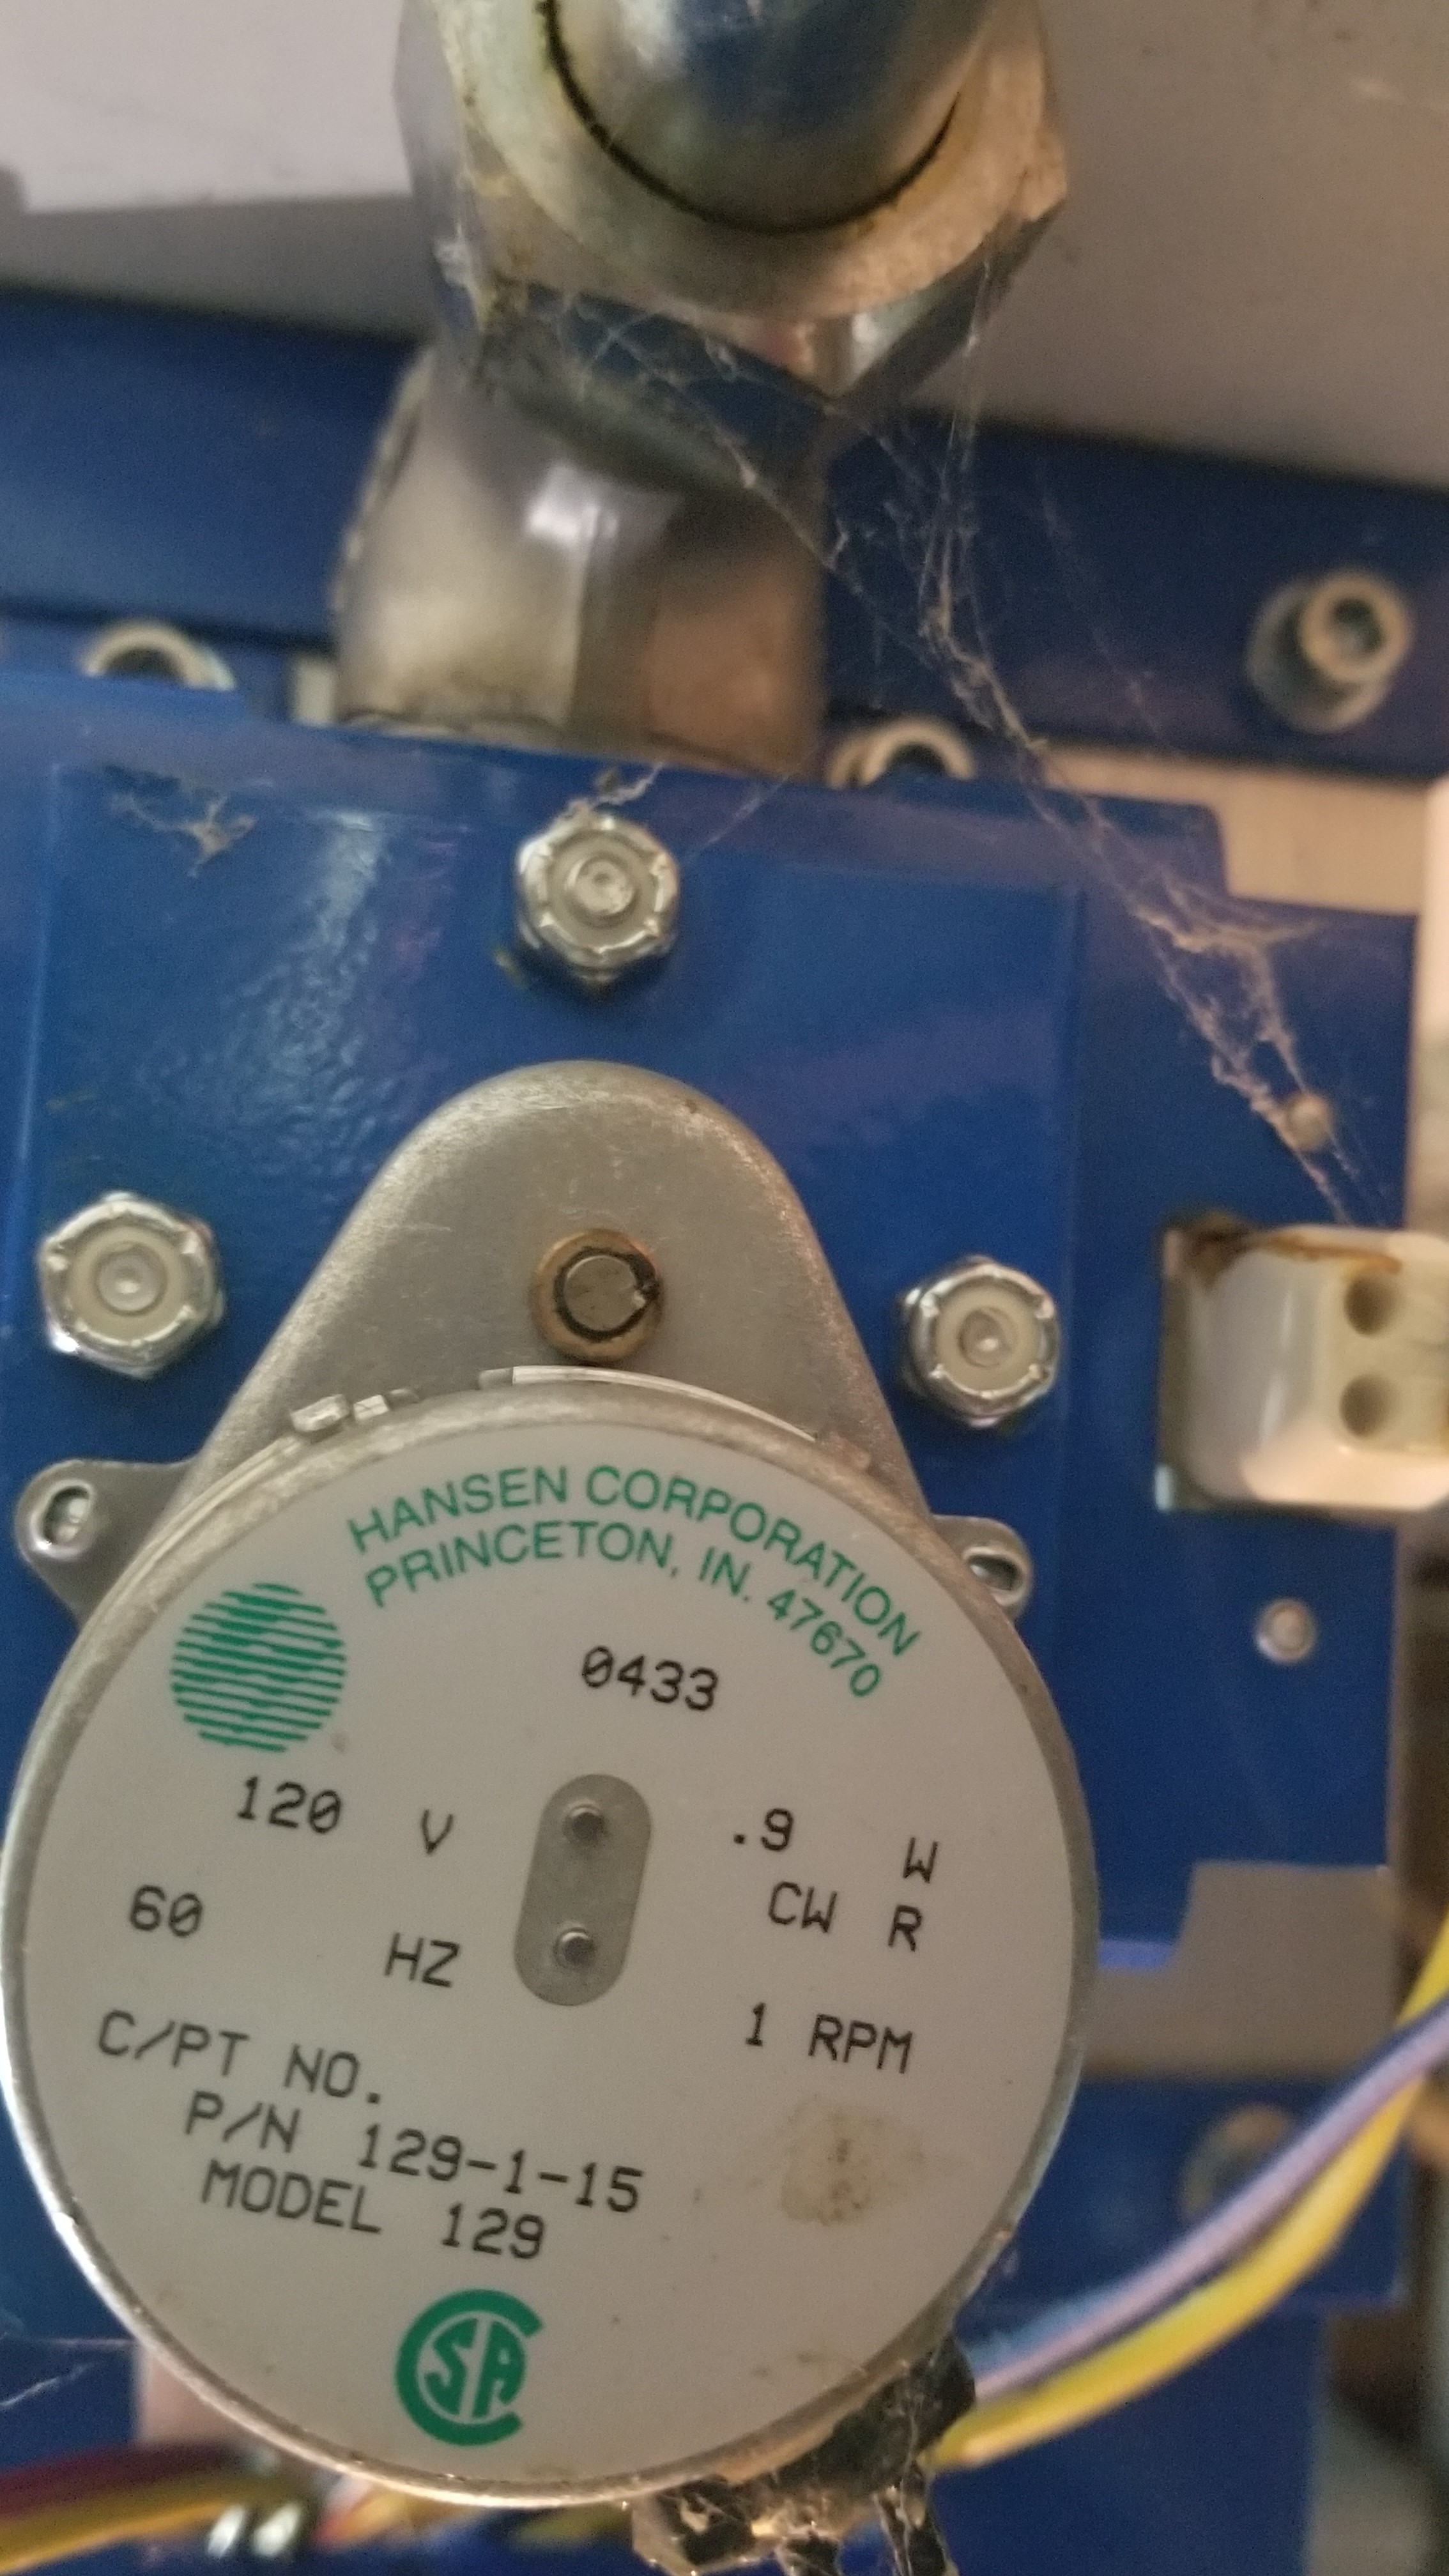 HANSEN CORPORATION
PRINCETON, IN. 47670
0433
120 V .9 W
CW R
60 HZ
1 RPM
C/PT NO.
P/N 129-1-15
MODEL 129
CSA